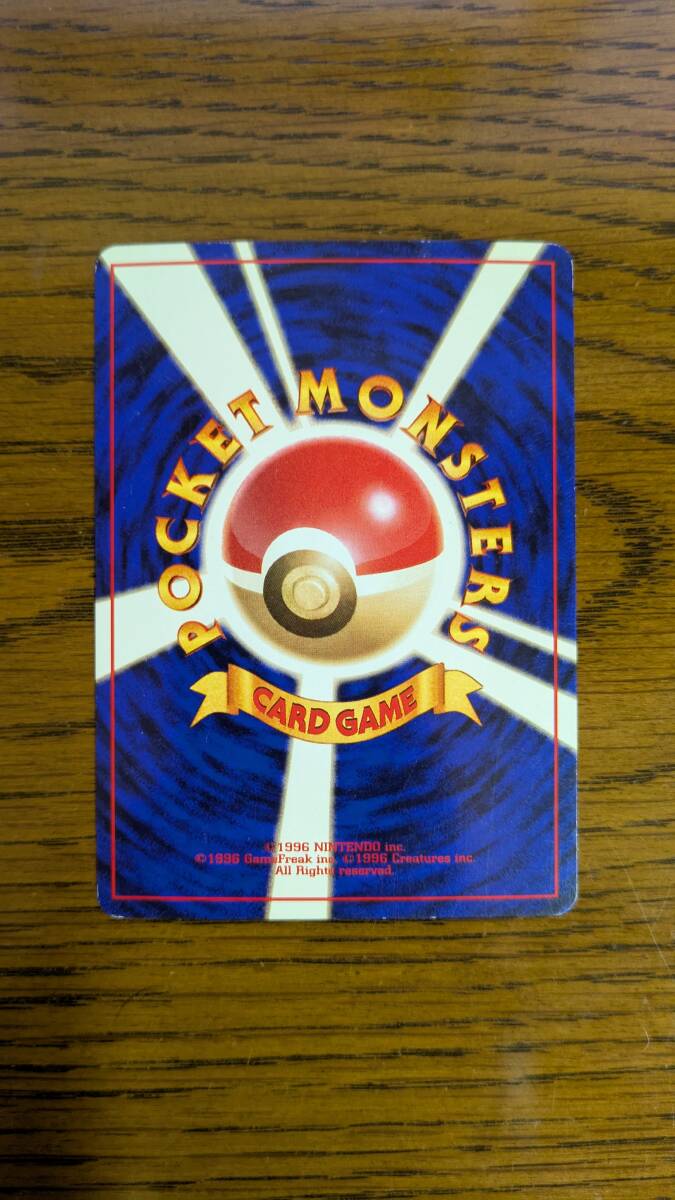 POCKET MONSTERS
CARD GAME
©1996 NINTENDO inc.
©1996 GameFreak inc. ©1996 Creatures inc.
All Rights reserved.